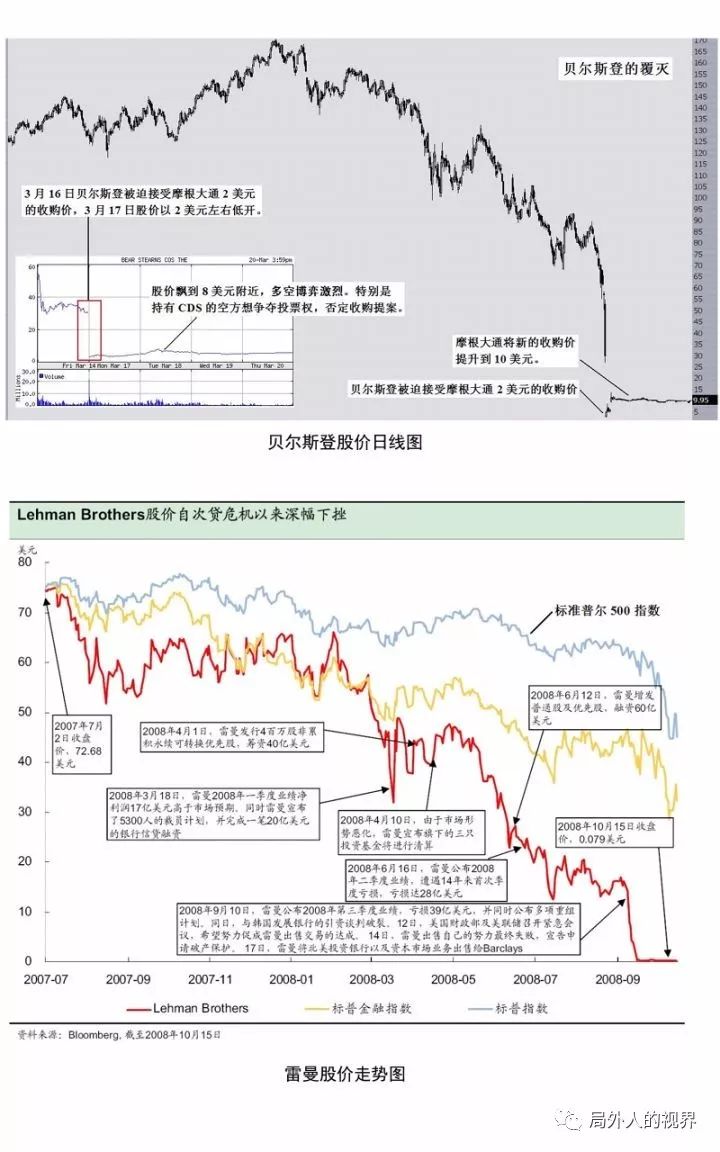 170
165
160
155
150
145
140
135
130
125
120
115
110
105
100
95
90
85
80
75
70
65
60
55
50
45
40
35
30
25
20
15
9.95
5
贝尔斯登的覆灭
3月16日贝尔斯登被迫接受摩根大通2美元
的收购价，3月17日股价以2美元左右低开。
BEAR STEARNS COS THE
20-Mar 3:59pm
60
40
20
0
股价飘到8美元附近，多空博弈激烈。特别是
持有CDS的空方想争夺投票权，否定收购提案。
Fri Mar 14
Mon Mar 17
Tue Mar 18
Wed Mar 19
Thu Mar 20
Volume
Millions
30.0
20.0
10.0
0.0
摩根大通将新的收购价
提升到10美元。
贝尔斯登被迫接受摩根大通2美元的收购价
贝尔斯登股价日线图
Lehman Brothers股价自次贷危机以来深幅下挫
美元
80
70
60
50
40
30
20
10
0
标准普尔500指数
2007年7月
2日收盘
价，72.68
美元
2008年4月1日，雷曼发行4百万股非累
积永续可转换优先股，筹资40亿美元
2008年6月12日，雷曼增发
普通股及优先股，融资60亿
美元
2008年3月18日，雷曼2008年一季度业绩净
利润17亿美元高于市场预期。同时雷曼宣布
了5300人的裁员计划，并完成一笔20亿美元
的银行信贷融资
2008年4月10日，由于市场形
势恶化，雷曼宣布旗下的三只
投资基金将进行清算
2008年10月15日收盘
价，0.079美元
2008年6月16日，雷曼公布2008
年二季度业绩，遭遇14年来首次季
度亏损，亏损达28亿美元
2008年9月10日，雷曼公布2008年第三季度业绩，亏损39亿美元，并同时公布多项重组
计划。同日，与韩国发展银行的引资谈判破裂。12日，美国财政部及美联储召开紧急会
议，希望努力促成雷曼出售交易的达成。14日，雷曼出售自己的努力最终失败，宣告申
请破产保护。17日，雷曼将北美投资银行以及资本市场业务出售给Barclays
2007-07
2007-09
2007-11
2008-01
2008-03
2008-05
2008-07
2008-09
Lehman Brothers
标普金融指数
标普指数
资料来源：Bloomberg, 截至2008年10月15日
雷曼股价走势图
局外人的视界